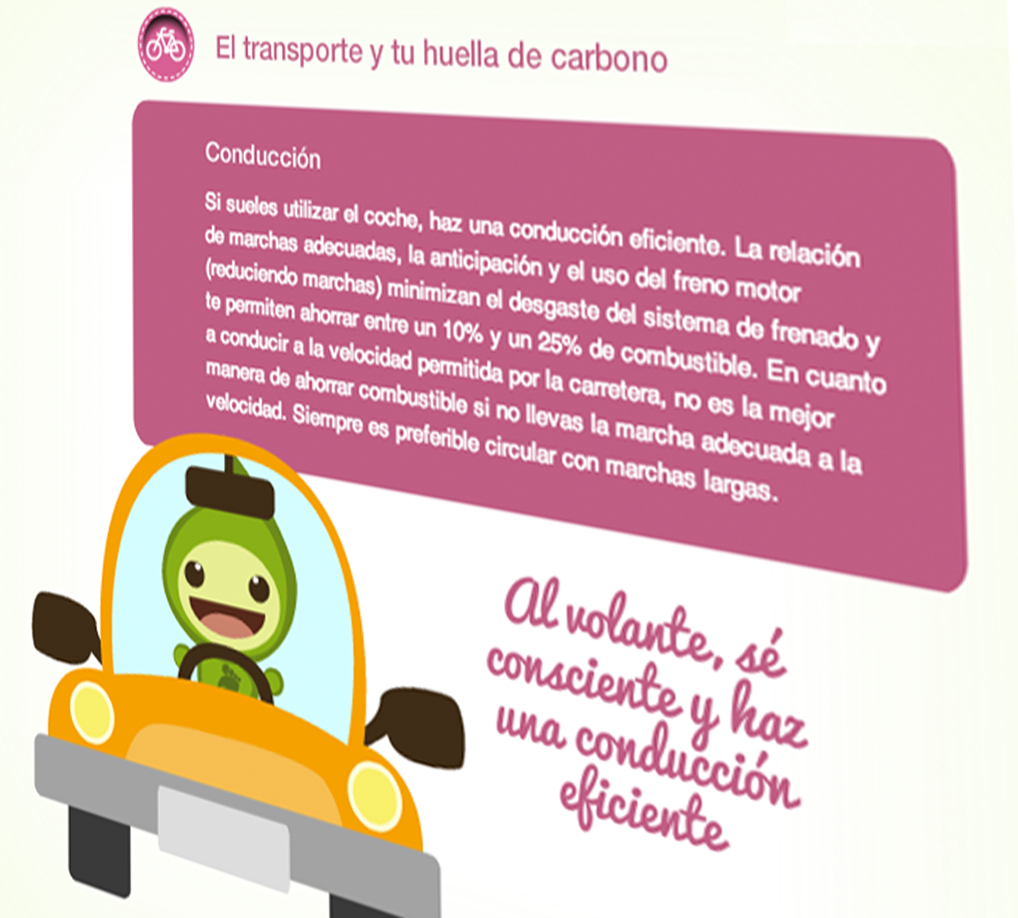 El transporte y tu huella de carbono
Conducción
Si sueles utilizar el coche, haz una conducción eficiente. La relación
de marchas adecuadas, la anticipación y el uso del freno motor
(reduciendo marchas) minimizan el desgaste del sistema de frenado y
te permiten ahorrar entre un 10% y un 25% de combustible. En cuanto
a conducir a la velocidad permitida por la carretera, no es la mejor
manera de ahorrar combustible si no llevas la marcha adecuada a la
velocidad. Siempre es preferible circular con marchas largas.
Al volante, sé
consciente y haz
una conducción
eficiente